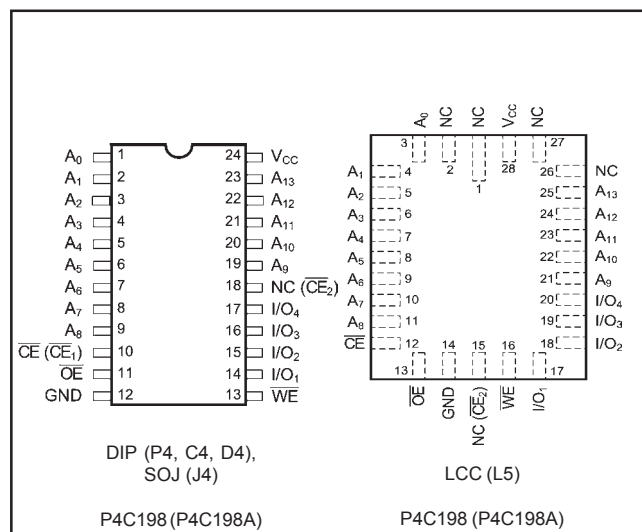 A0 1 24 VCC
A1 2 23 A13
A2 3 22 A12
A3 4 21 A11
A4 5 20 A10
A5 6 19 A9
A6 7 18 NC (CE2)
A7 8 17 I/O4
A8 9 16 I/O3
CE (CE1) 10 15 I/O2
OE 11 14 I/O1
GND 12 13 WE
DIP (P4, C4, D4),
SOJ (J4)
P4C198 (P4C198A)
A0 NC NC VCC NC
3 2 1 28 27
A1 4 26 NC
A2 5 25 A13
A3 6 24 A12
A4 7 23 A11
A5 8 22 A10
A6 9 21 A9
A7 10 20 I/O4
A8 11 19 I/O3
CE 12 18 I/O2
13 14 15 16 17
OE GND NC (CE2) WE I/O1
LCC (L5)
P4C198 (P4C198A)